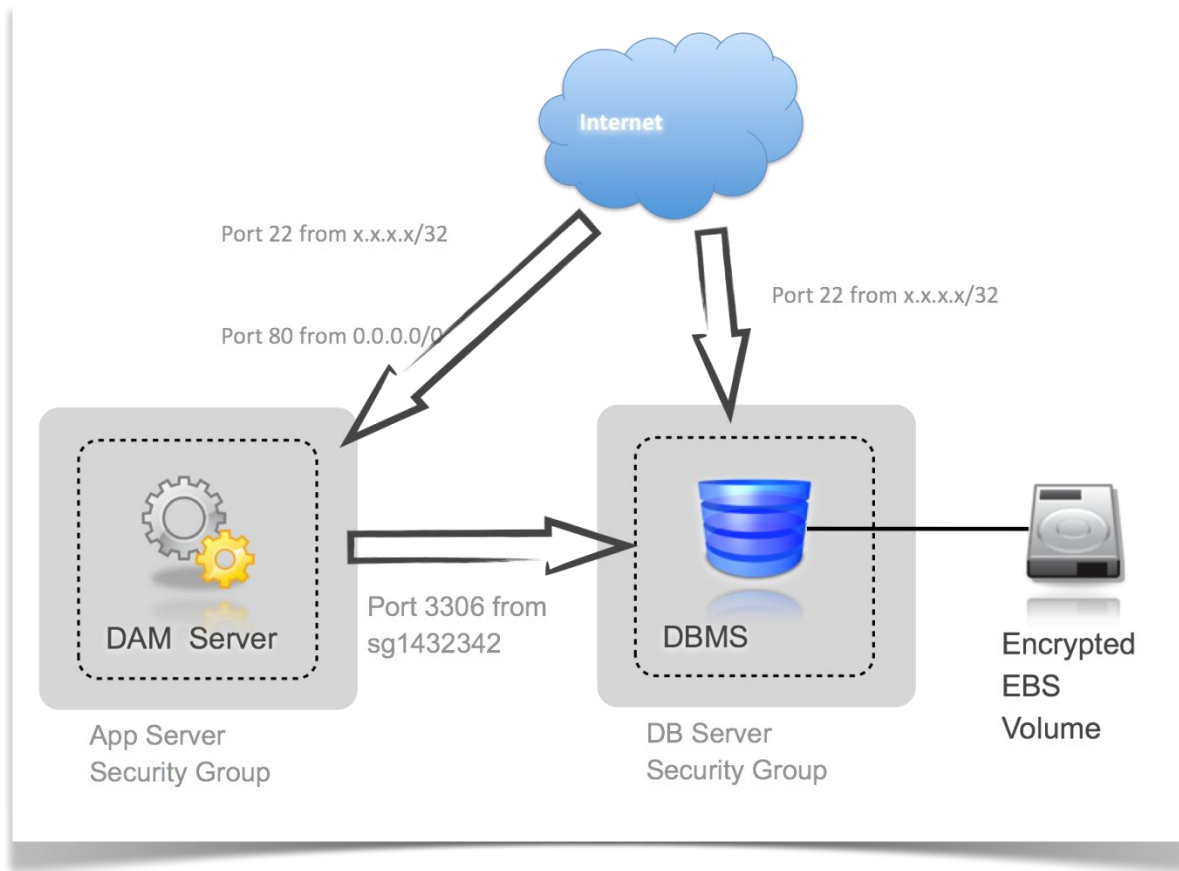 Internet
Port 22 from x.x.x.x/32
Port 22 from x.x.x.x/32
Port 80 from 0.0.0.0/0
Port 3306 from
sg1432342
DAM Server
DBMS
Encrypted
EBS
Volume
App Server
Security Group
DB Server
Security Group